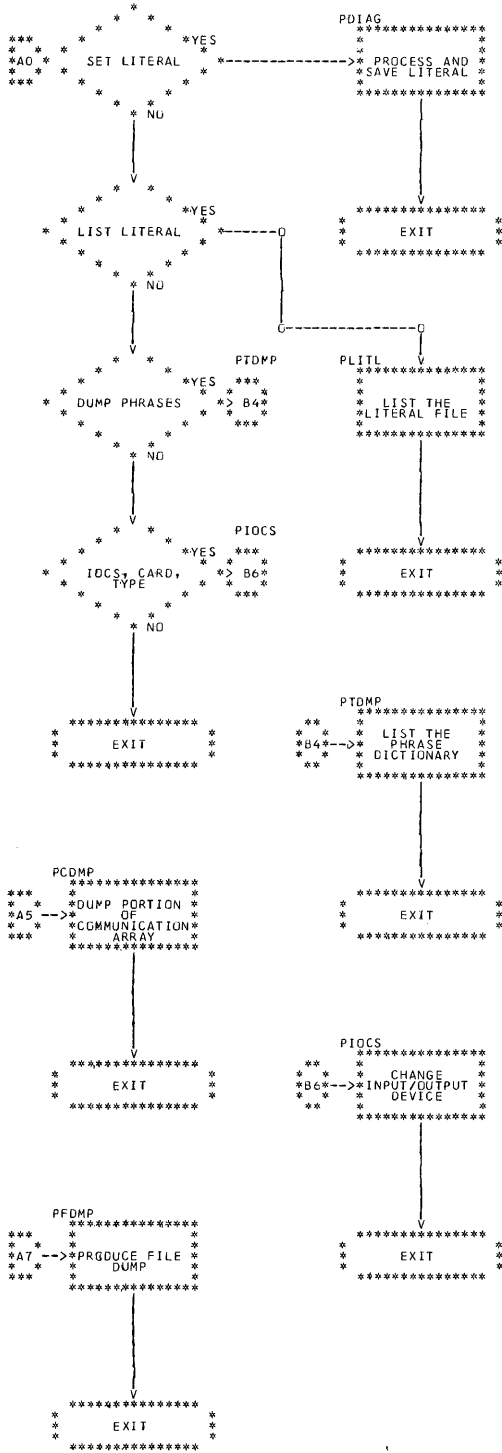 PDIAG
YES
A0
SET LITERAL
PROCESS AND
SAVE LITERAL
NO
YES
LIST LITERAL
EXIT
NO
PTDMP
PLITL
YES
DUMP PHRASES
B4
LIST THE
LITERAL FILE
NO
PIOCS
YES
IOCS, CARD,
TYPE
B6
EXIT
NO
PTDMP
EXIT
B4
LIST THE
PHRASE
DICTIONARY
PCDMP
A5
DUMP PORTION
OF
COMMUNICATION
ARRAY
EXIT
PIOCS
EXIT
B6
CHANGE
INPUT/OUTPUT
DEVICE
PFDMP
A7
PRODUCE FILE
DUMP
EXIT
EXIT